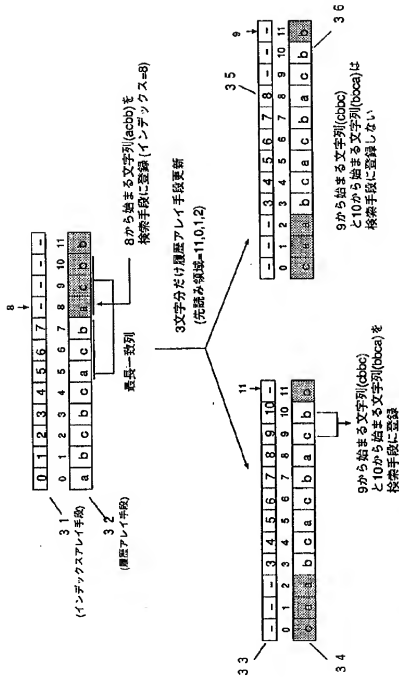 8
0 1 2 3 4 5 6 7 - - - -
31
(インデックスアレイ手段)
0 1 2 3 4 5 6 7 8 9 10 11
a b c b c a c b a c b b
32
(履歴アレイ手段)
最長一致列
8から始まる文字列(acbb)を
検索手段に登録 (インデックス=8)
3文字分だけ履歴アレイ手段更新
(先読み領域=11,0,1,2)
11
33
- - - 3 4 5 6 7 8 9 10 -
0 1 2 3 4 5 6 7 8 9 10 11
34
c a a b c a c b a c b b
9から始まる文字列(cbbc)
と10から始まる文字列(bbca)を
検索手段に登録
9
- - - 3 4 5 6 7 8 - - -
35
0 1 2 3 4 5 6 7 8 9 10 11
c a a b c a c b a c b b
36
9から始まる文字列(cbbc)
と10から始まる文字列(bbca)は
検索手段に登録しない